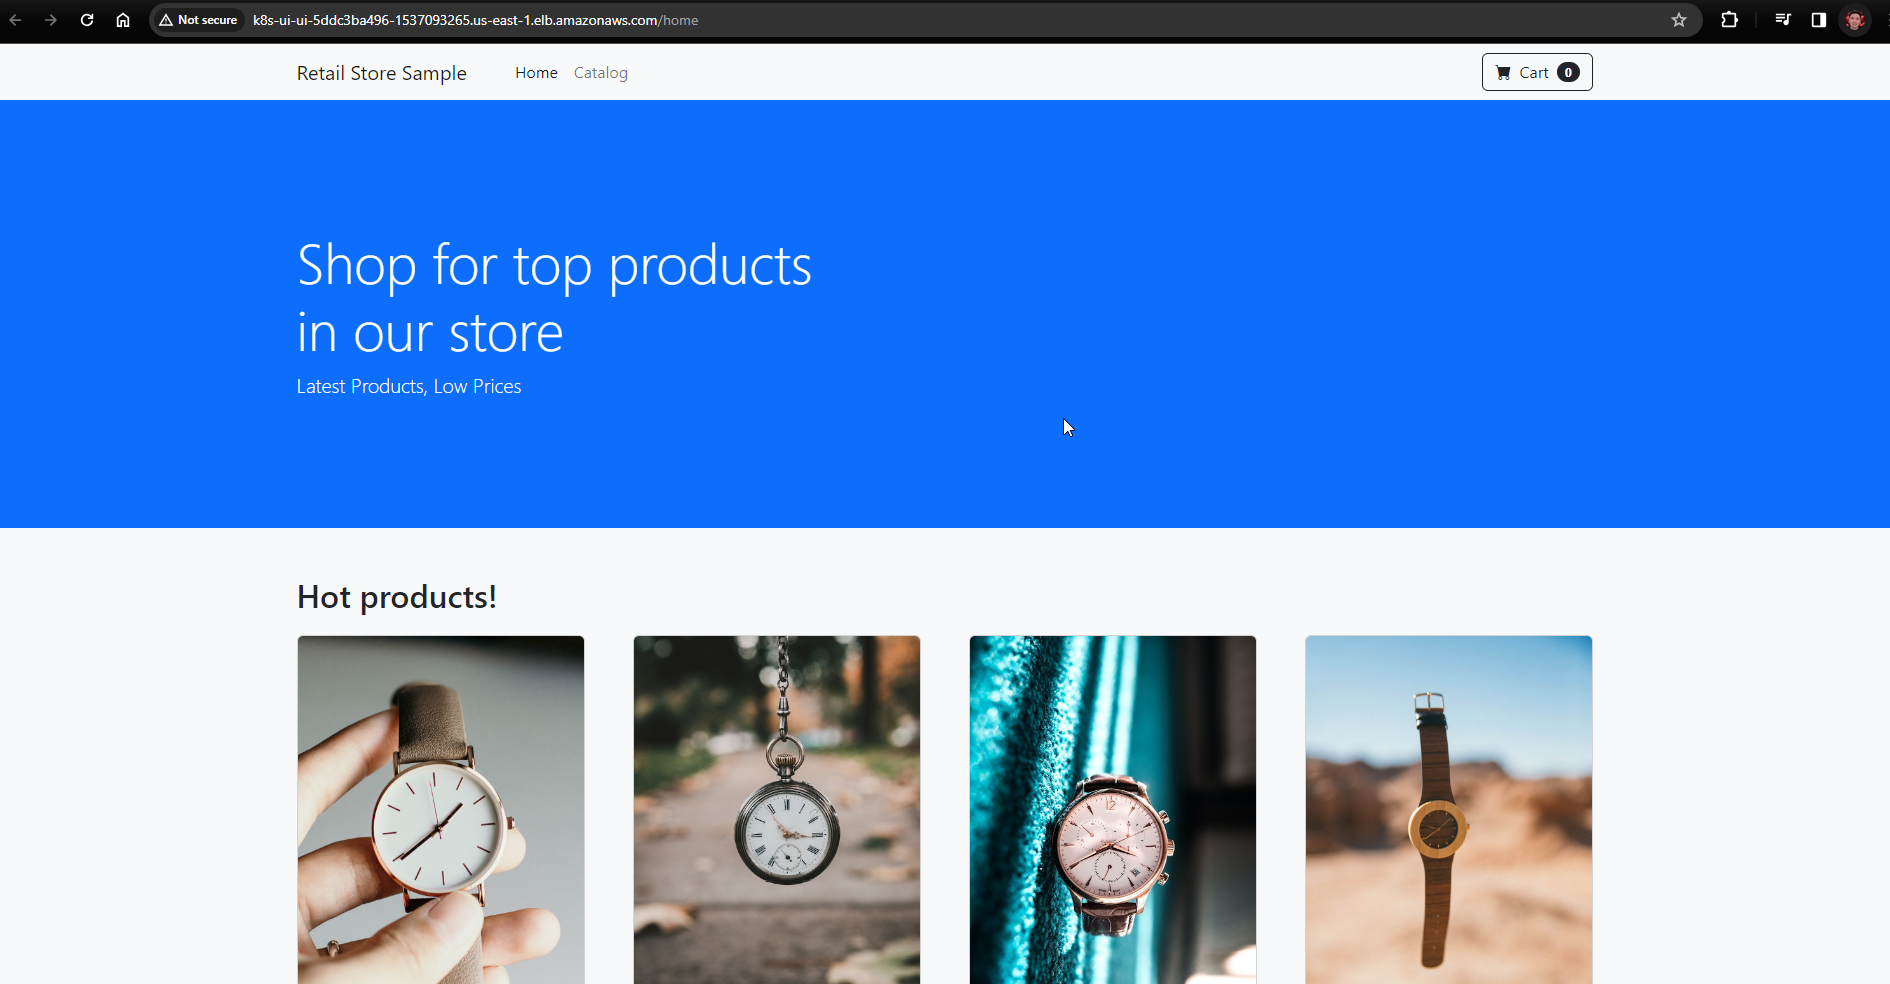 Not secure k8s-ui-ui-5ddc3ba496-1537093265.us-east-1.elb.amazonaws.com/home
Retail Store Sample Home Catalog Cart 0
Shop for top products
in our store
Latest Products, Low Prices
Hot products!